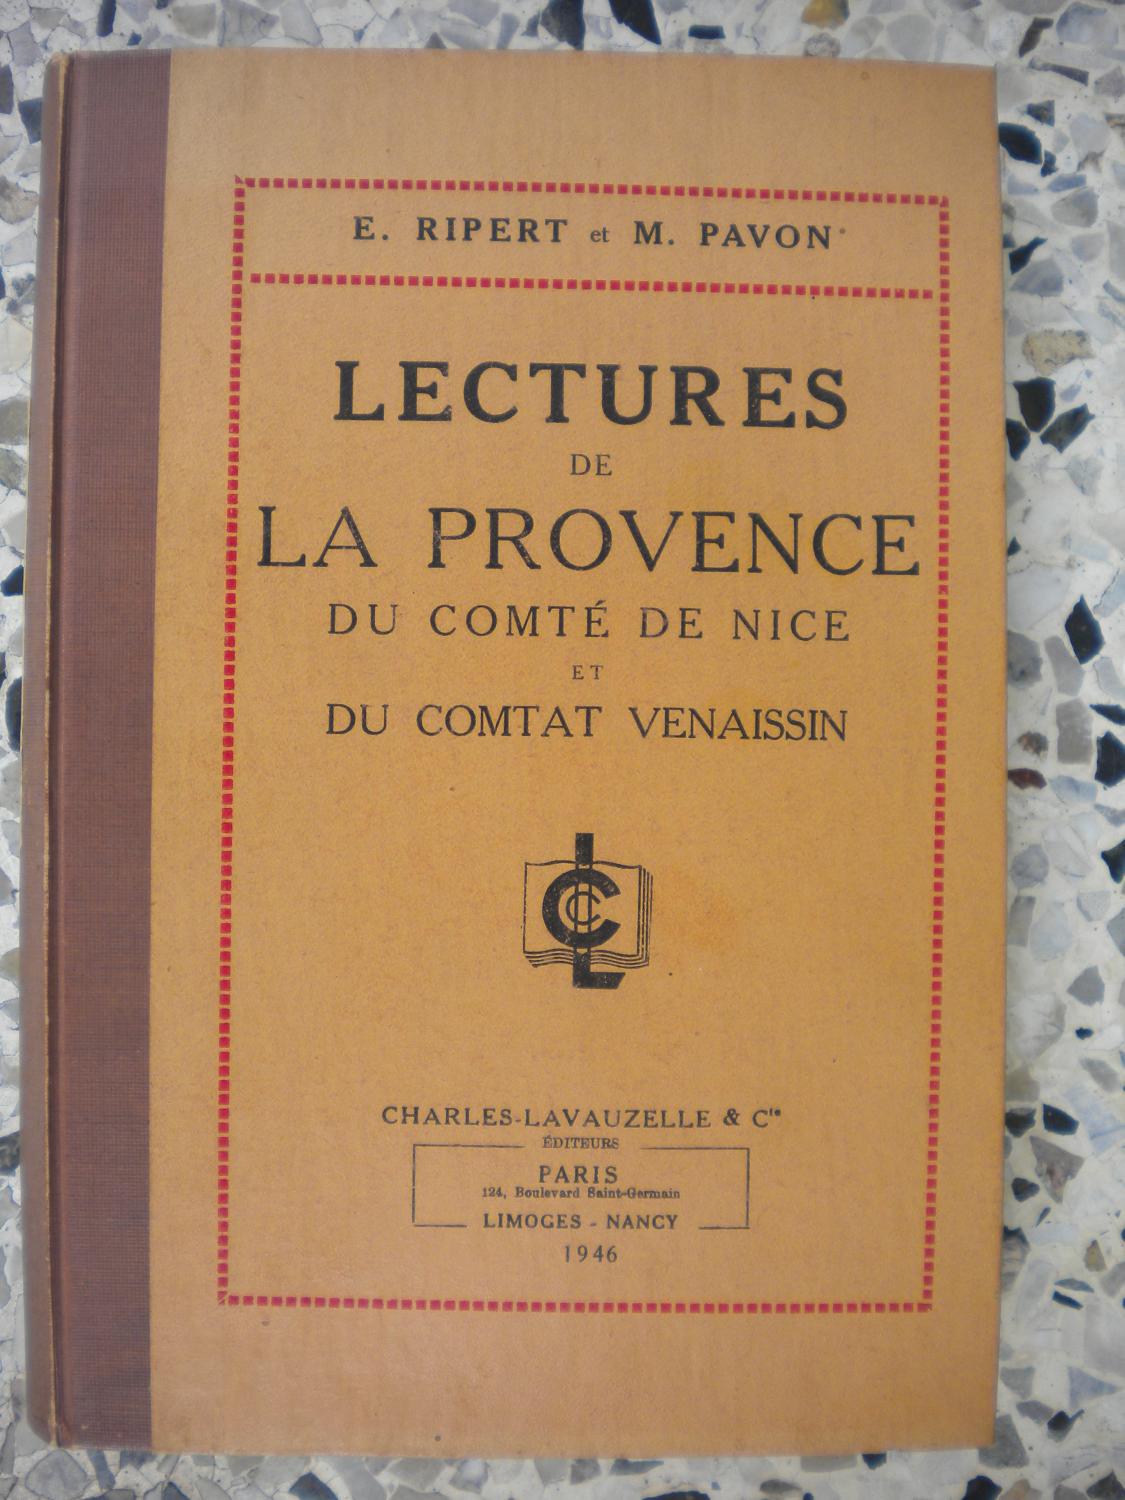 E. RIPERT et M. PAVON
LECTURES
DE
LA PROVENCE
DU COMTÉ DE NICE
ET
DU COMTAT VENAISSIN
LCC
CHARLES-LAVAUZELLE & Cie
ÉDITEURS
PARIS
124, Boulevard Saint-Germain
LIMOGES - NANCY
1946